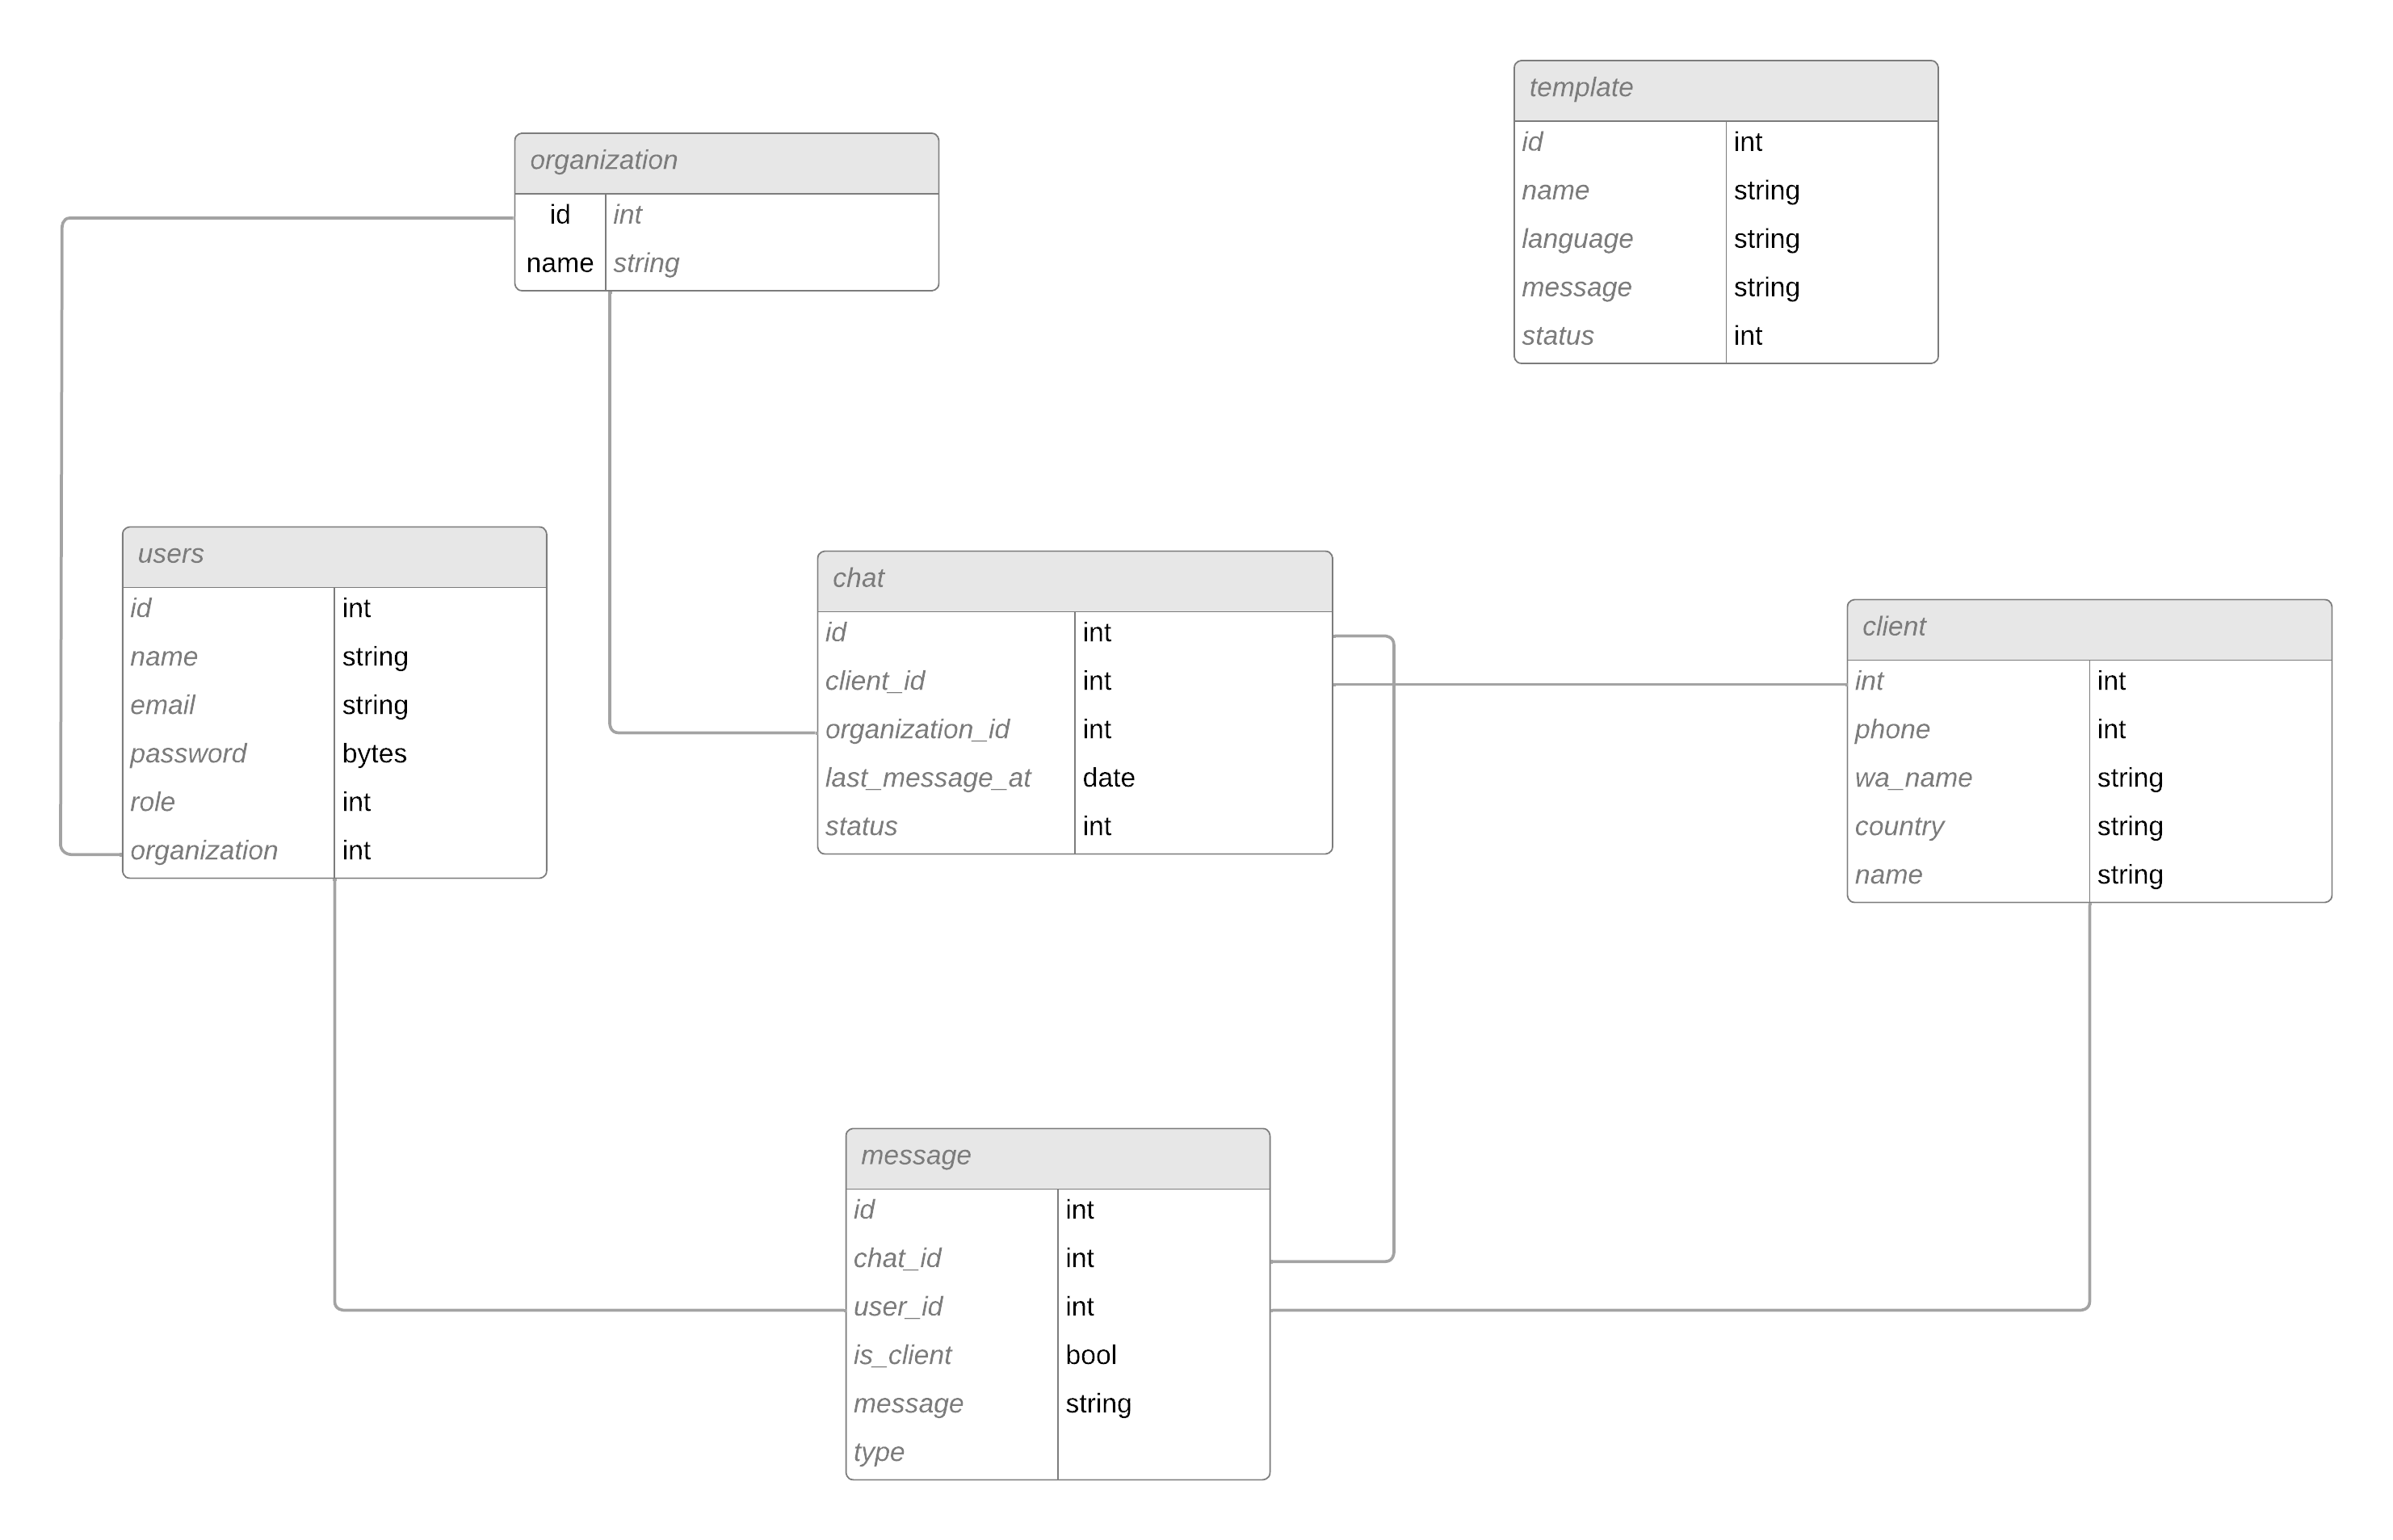 template
id int
name string
language string
message string
status int
organization
id int
name string
users
id int
name string
email string
password bytes
role int
organization int
chat
id int
client_id int
organization_id int
last_message_at date
status int
client
int int
phone int
wa_name string
country string
name string
message
id int
chat_id int
user_id int
is_client bool
message string
type